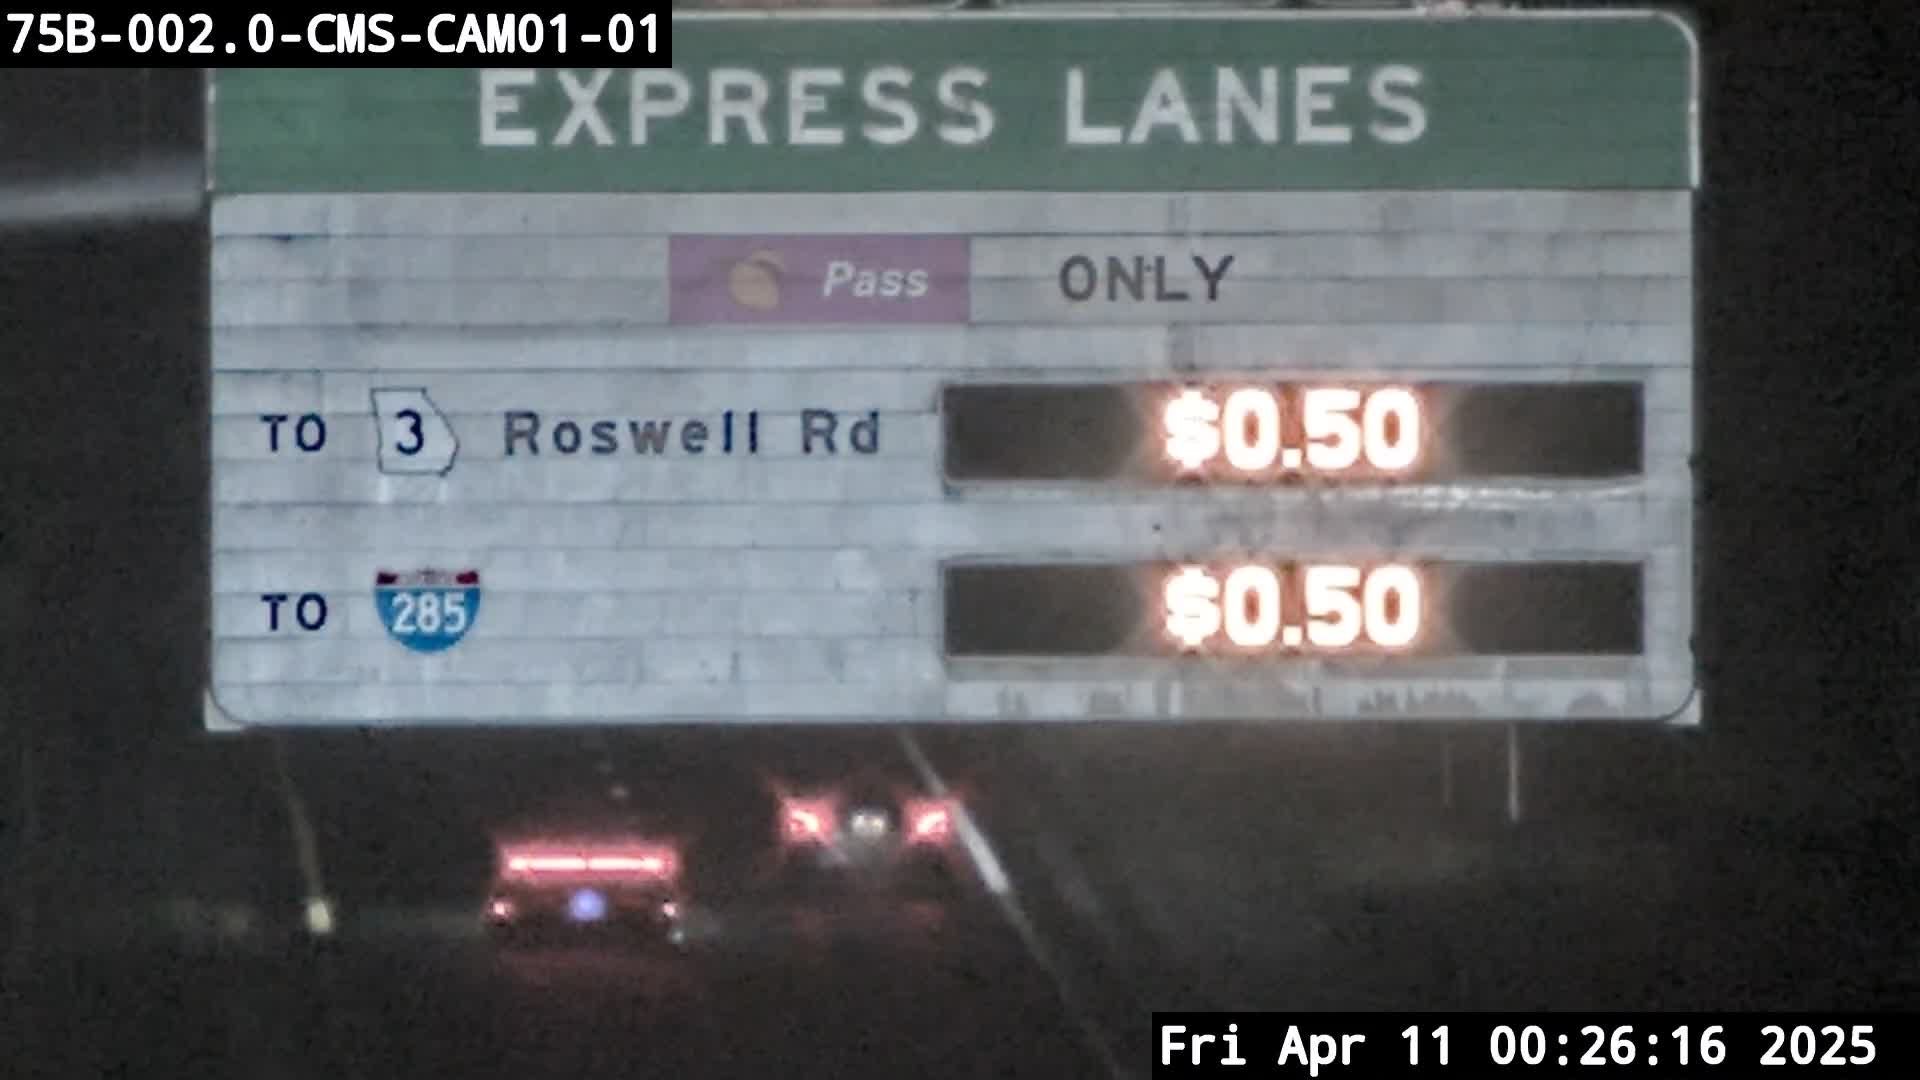 75B-002.0-CMS-CAM01-01
EXPRESS LANES
Pass ONLY
TO 3 Roswell Rd $0.50
TO 285 $0.50
Fri Apr 11 00:26:16 2025